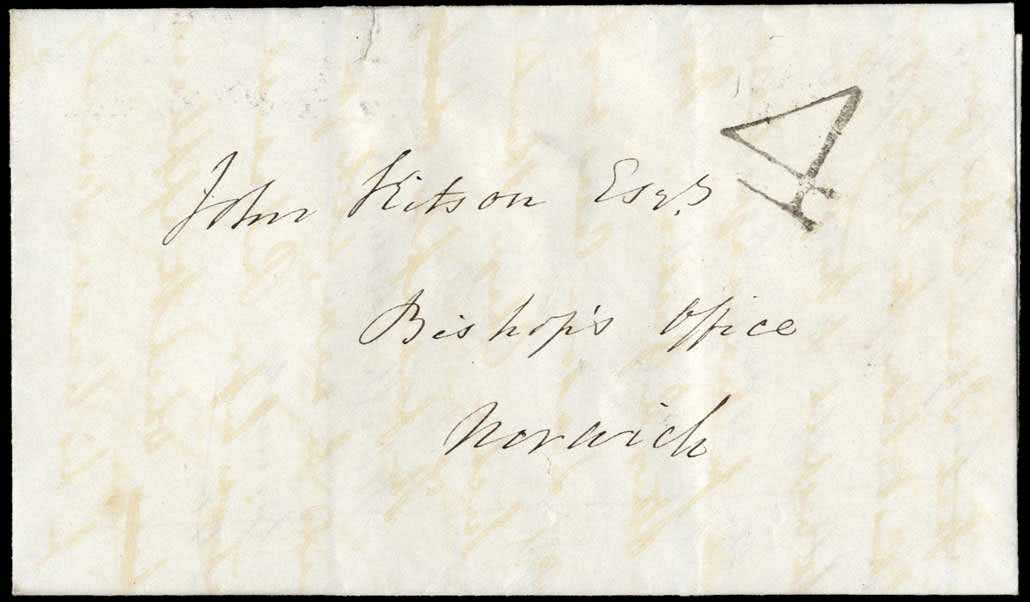 4
John Kitson Esqr.
Bishop's Office
Norwich